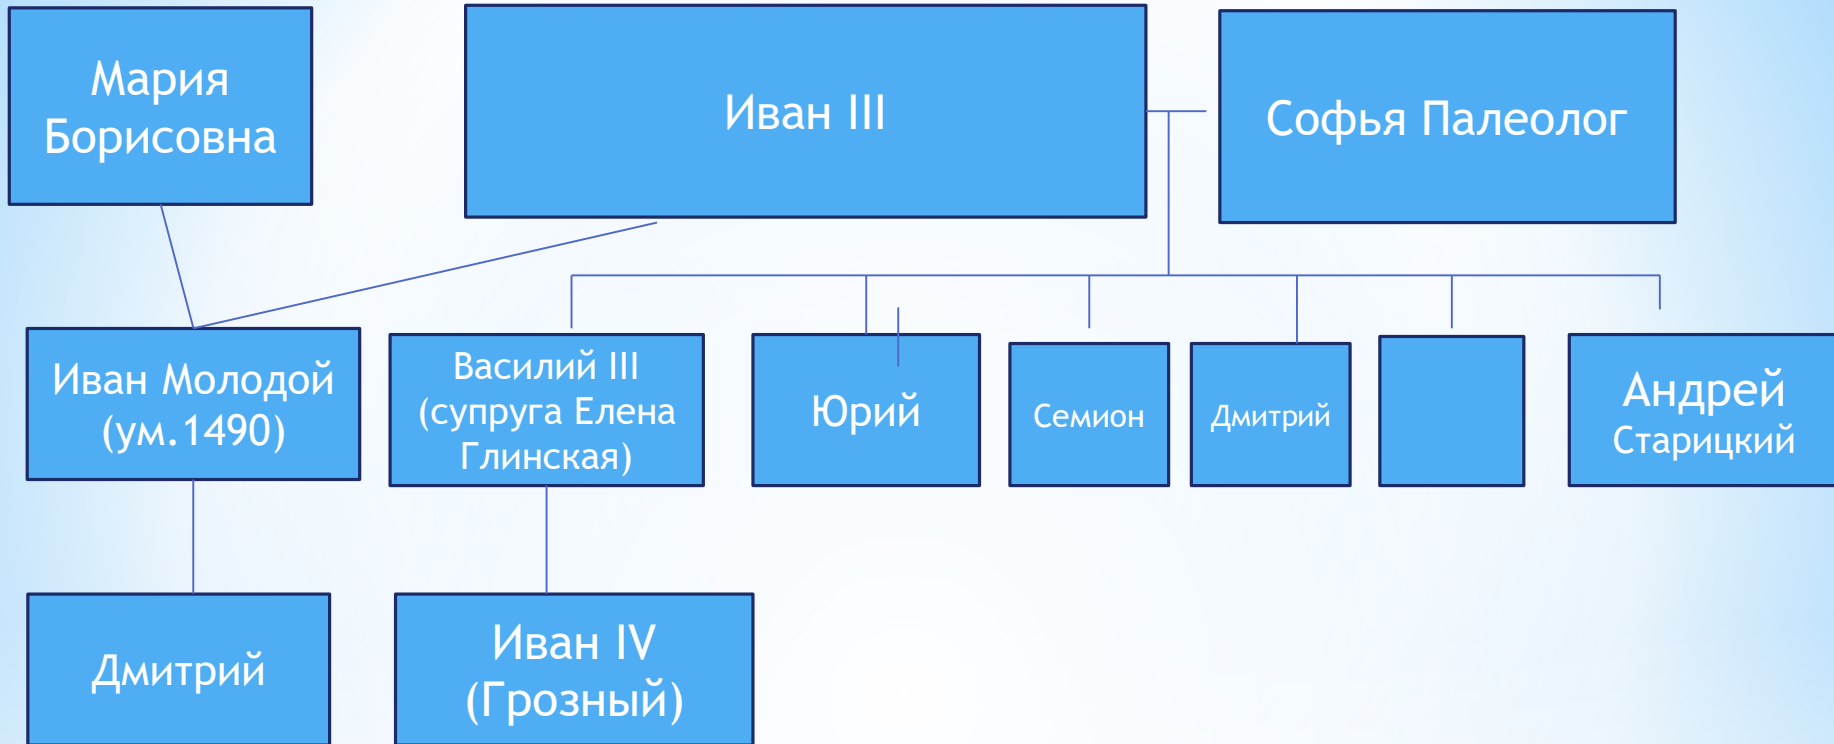 Мария
Борисовна
Иван III
Софья Палеолог
Иван Молодой
(ум.1490)
Василий III
(супруга Елена
Глинская)
Юрий
Семион
Дмитрий
Андрей
Старицкий
Дмитрий
Иван IV
(Грозный)